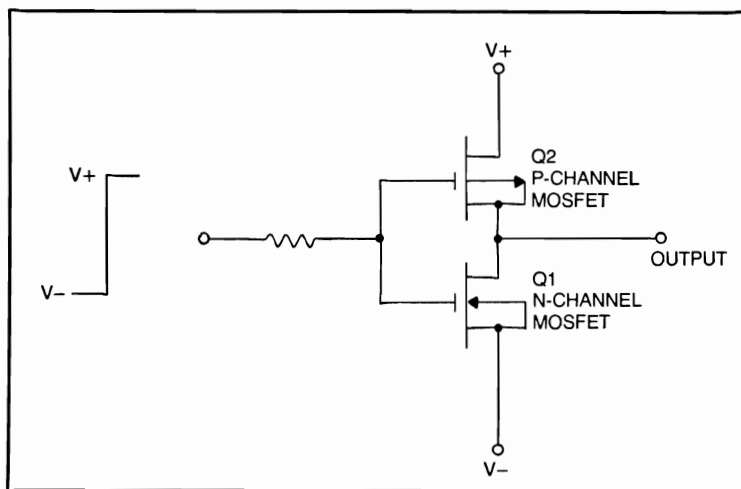 V+
Q2
P-CHANNEL
MOSFET
V+
V–
OUTPUT
Q1
N-CHANNEL
MOSFET
V–